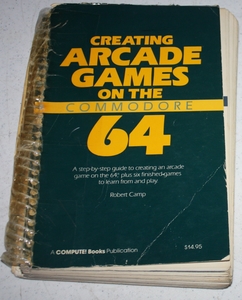 CREATING
ARCADE
GAMES
ON THE
COMMODORE
64
A step-by-step guide to creating an arcade
game on the 64, plus six finished games
to learn from and play
Robert Camp
A COMPUTE! Books Publication
$14.95